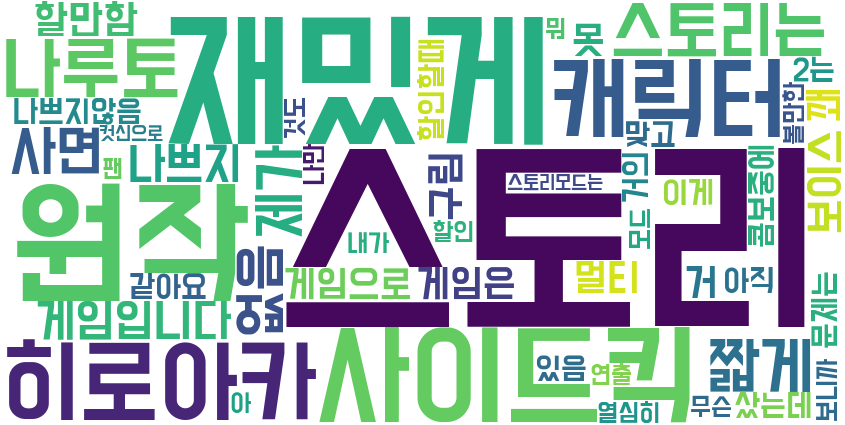 할만함
재밌게
뭐
못
스토리는
나루토
할인할때
캐릭터
2는
나쁘지않음
것도
볼만한
꽤
컷신으로
맞고
보이스
사면
팬
나쁘지
제가
나만
구림
스토리모드는
거의
이게
콤보중에
원작
스토리
내가
할인
모드
없음
같아요
게임으로
게임은
멀티
거
아직
게임입니다
문제는
히로아카
사이드킥
있음
연출
짧게
보니까
아
열심히
무슨
샀는데